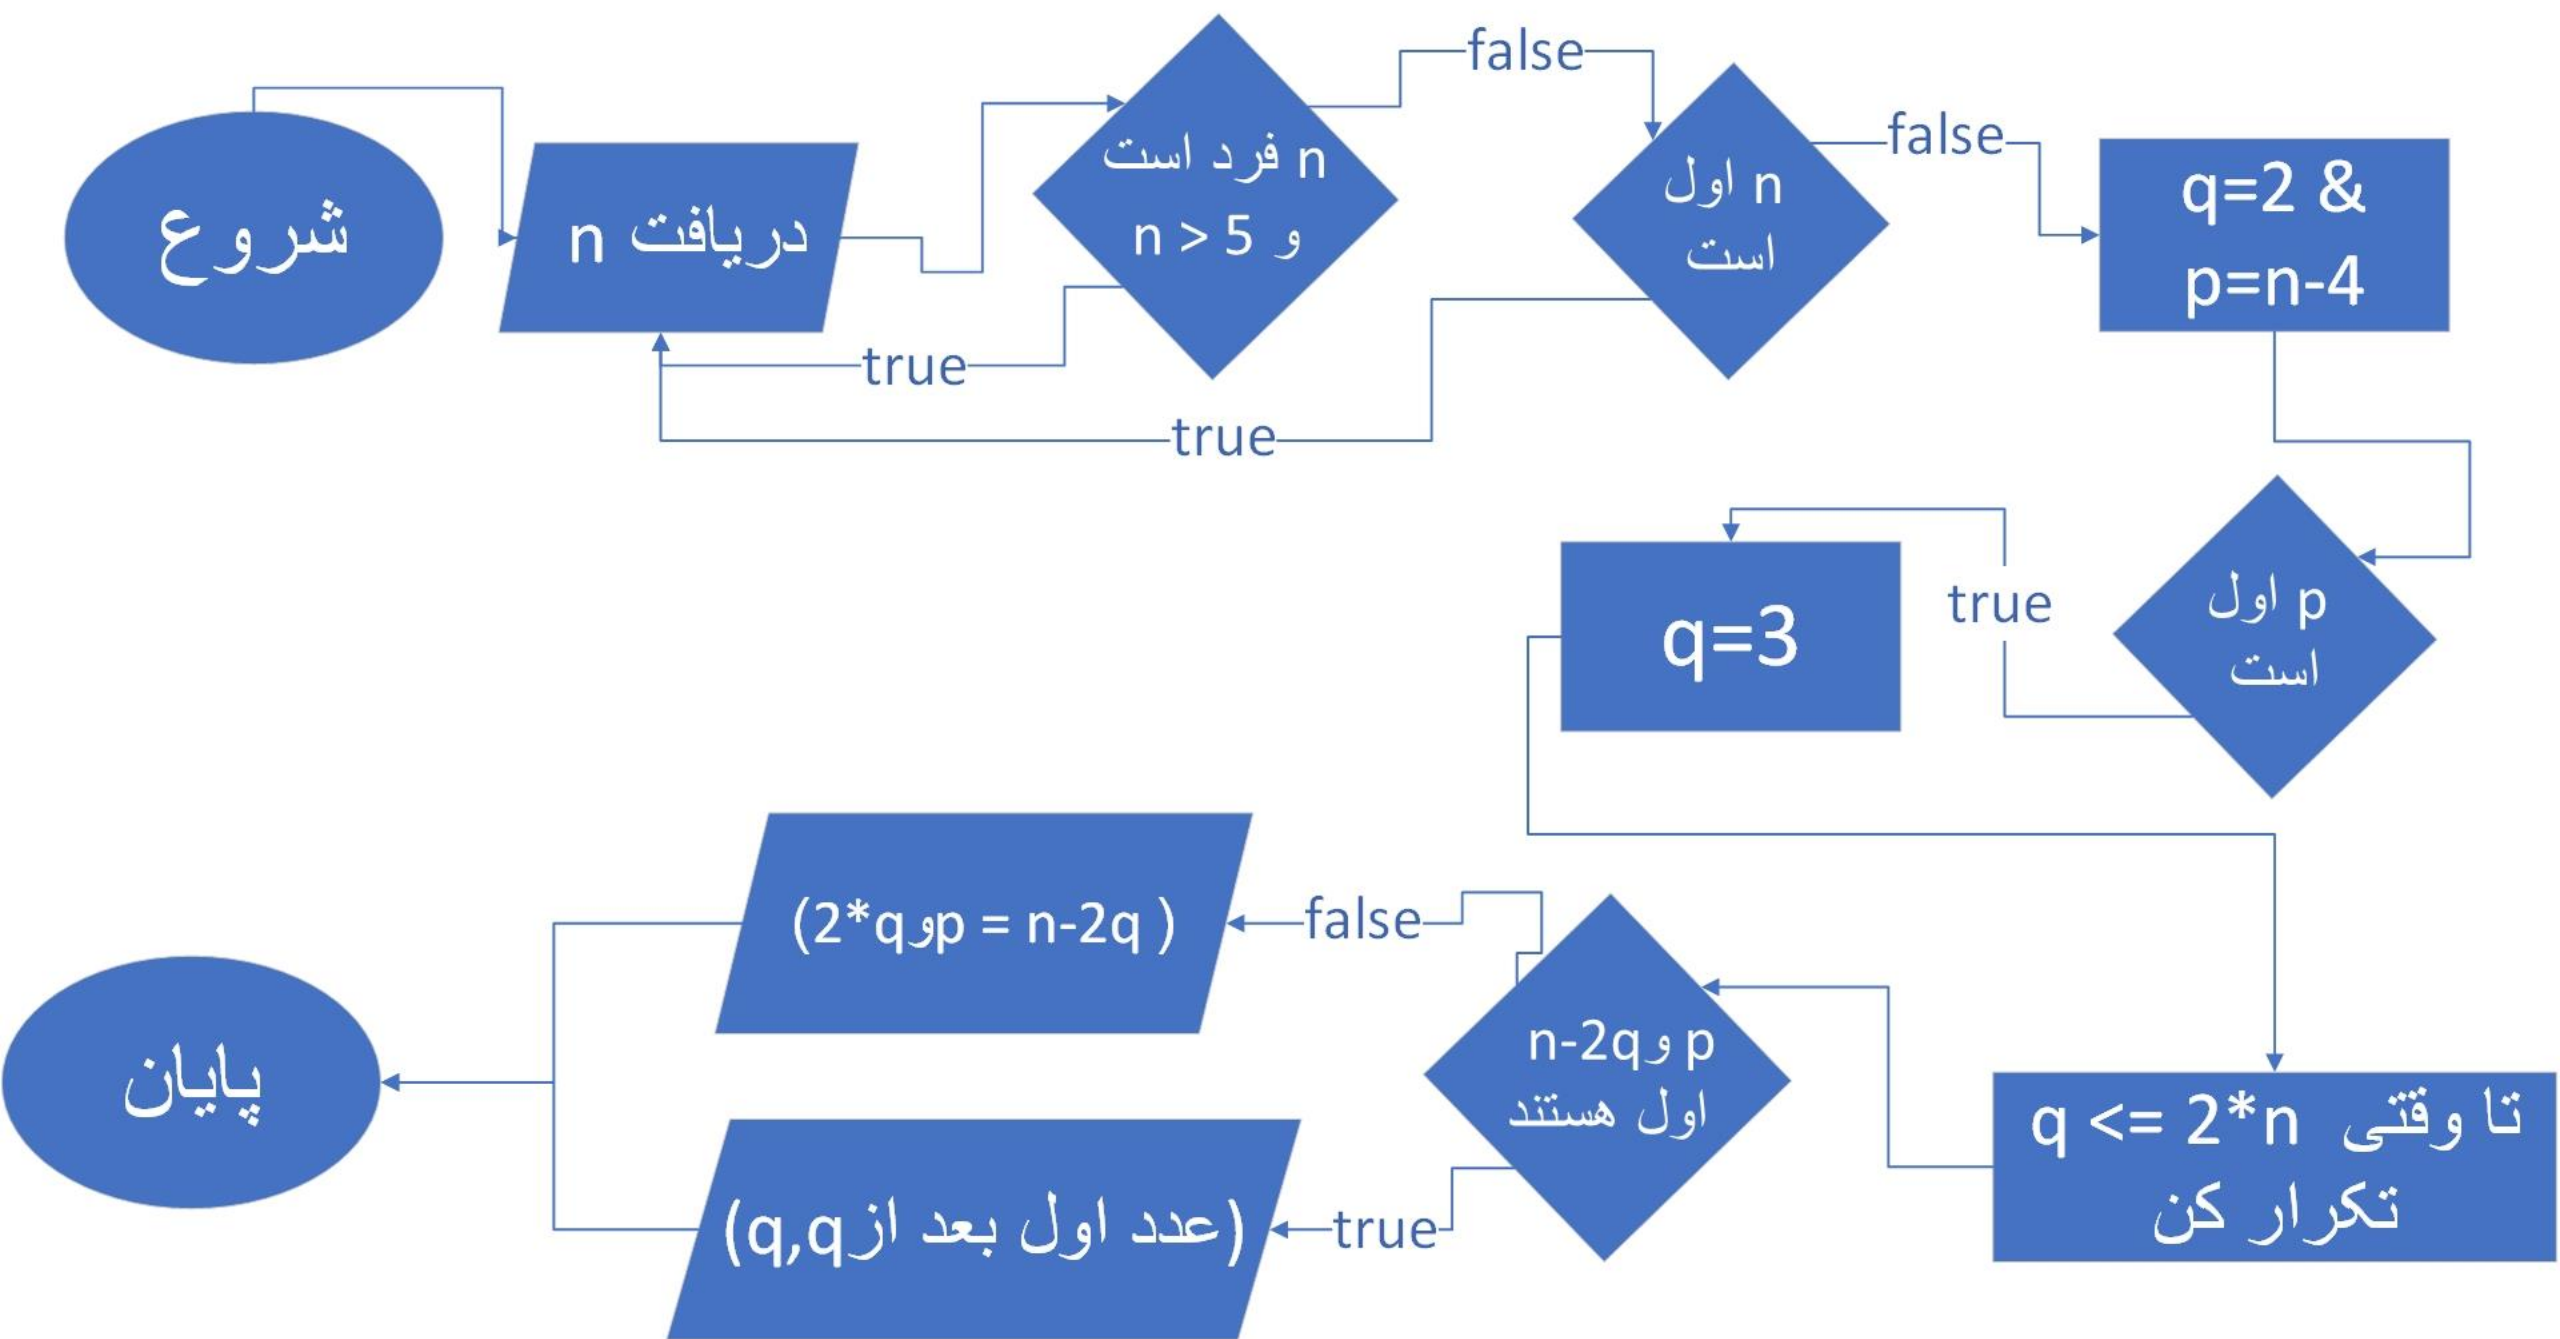 شروع
دریافت n
n فرد است
و n > 5
false
true
n اول
است
false
true
q=2 &
p=n-4
p اول
است
true
q=3
تا وقتی q <= 2*n
تکرار کن
p و n-2q
اول هستند
false
true
(2*q و p = n-2q )
(عدد اول بعد از q,q)
پایان